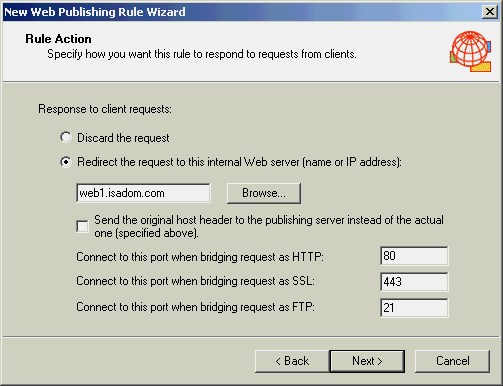 New Web Publishing Rule Wizard
Rule Action
Specify how you want this rule to respond to requests from clients.
Response to client requests:
Discard the request
Redirect the request to this internal Web server (name or IP address):
web1.isadom.com Browse...
Send the original host header to the publishing server instead of the actual
one (specified above).
Connect to this port when bridging request as HTTP: 80
Connect to this port when bridging request as SSL: 443
Connect to this port when bridging request as FTP: 21
< Back Next > Cancel